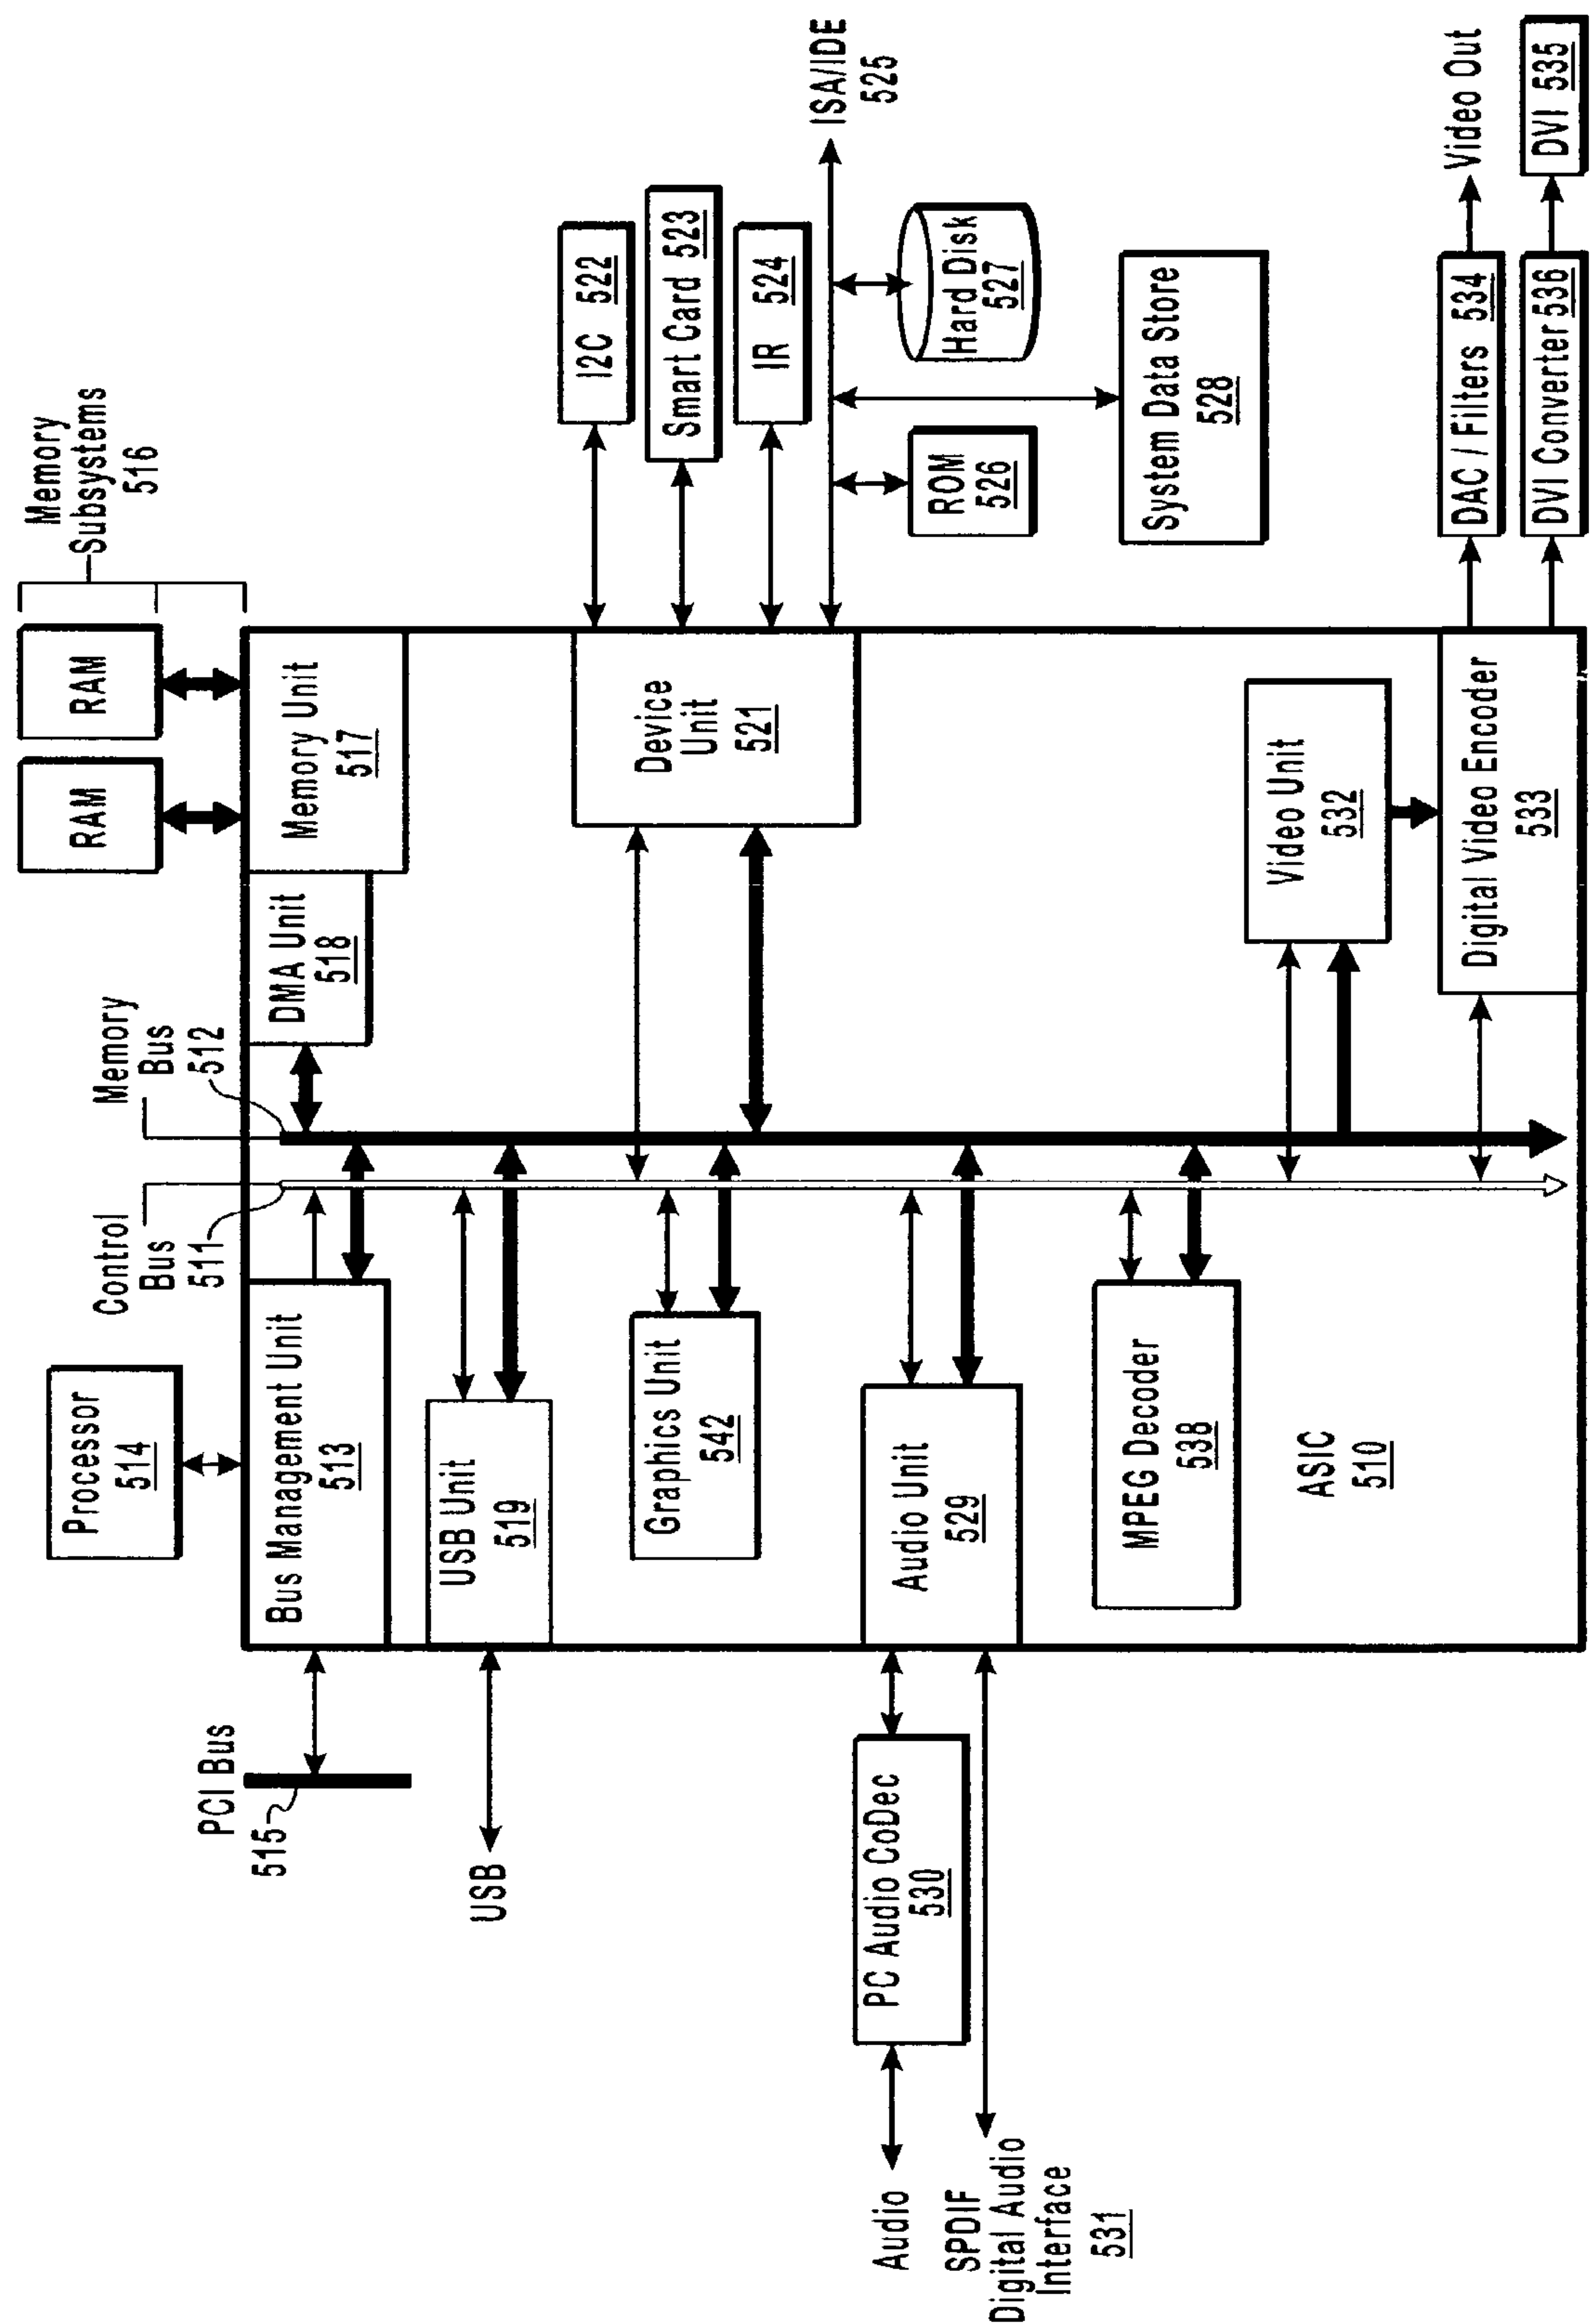 Processor
514
Control
Bus
511
Memory
Bus
512
RAM
RAM
Memory
Subsystems
516
PCI Bus
515
Bus Management Unit
513
DMA Unit
518
Memory Unit
517
USB
USB Unit
519
Graphics Unit
542
Device
Unit
521
I2C 522
Smart Card 523
IR 524
ISA/IDE
525
ROM
526
Hard Disk
527
System Data Store
528
Audio
PC Audio CoDec
530
SPDIF
Digital Audio
Interface
531
Audio Unit
529
MPEG Decoder
538
ASIC
510
Video Unit
532
Digital Video Encoder
533
DAC / Filters 534
Video Out
DVI Converter 536
DVI 535